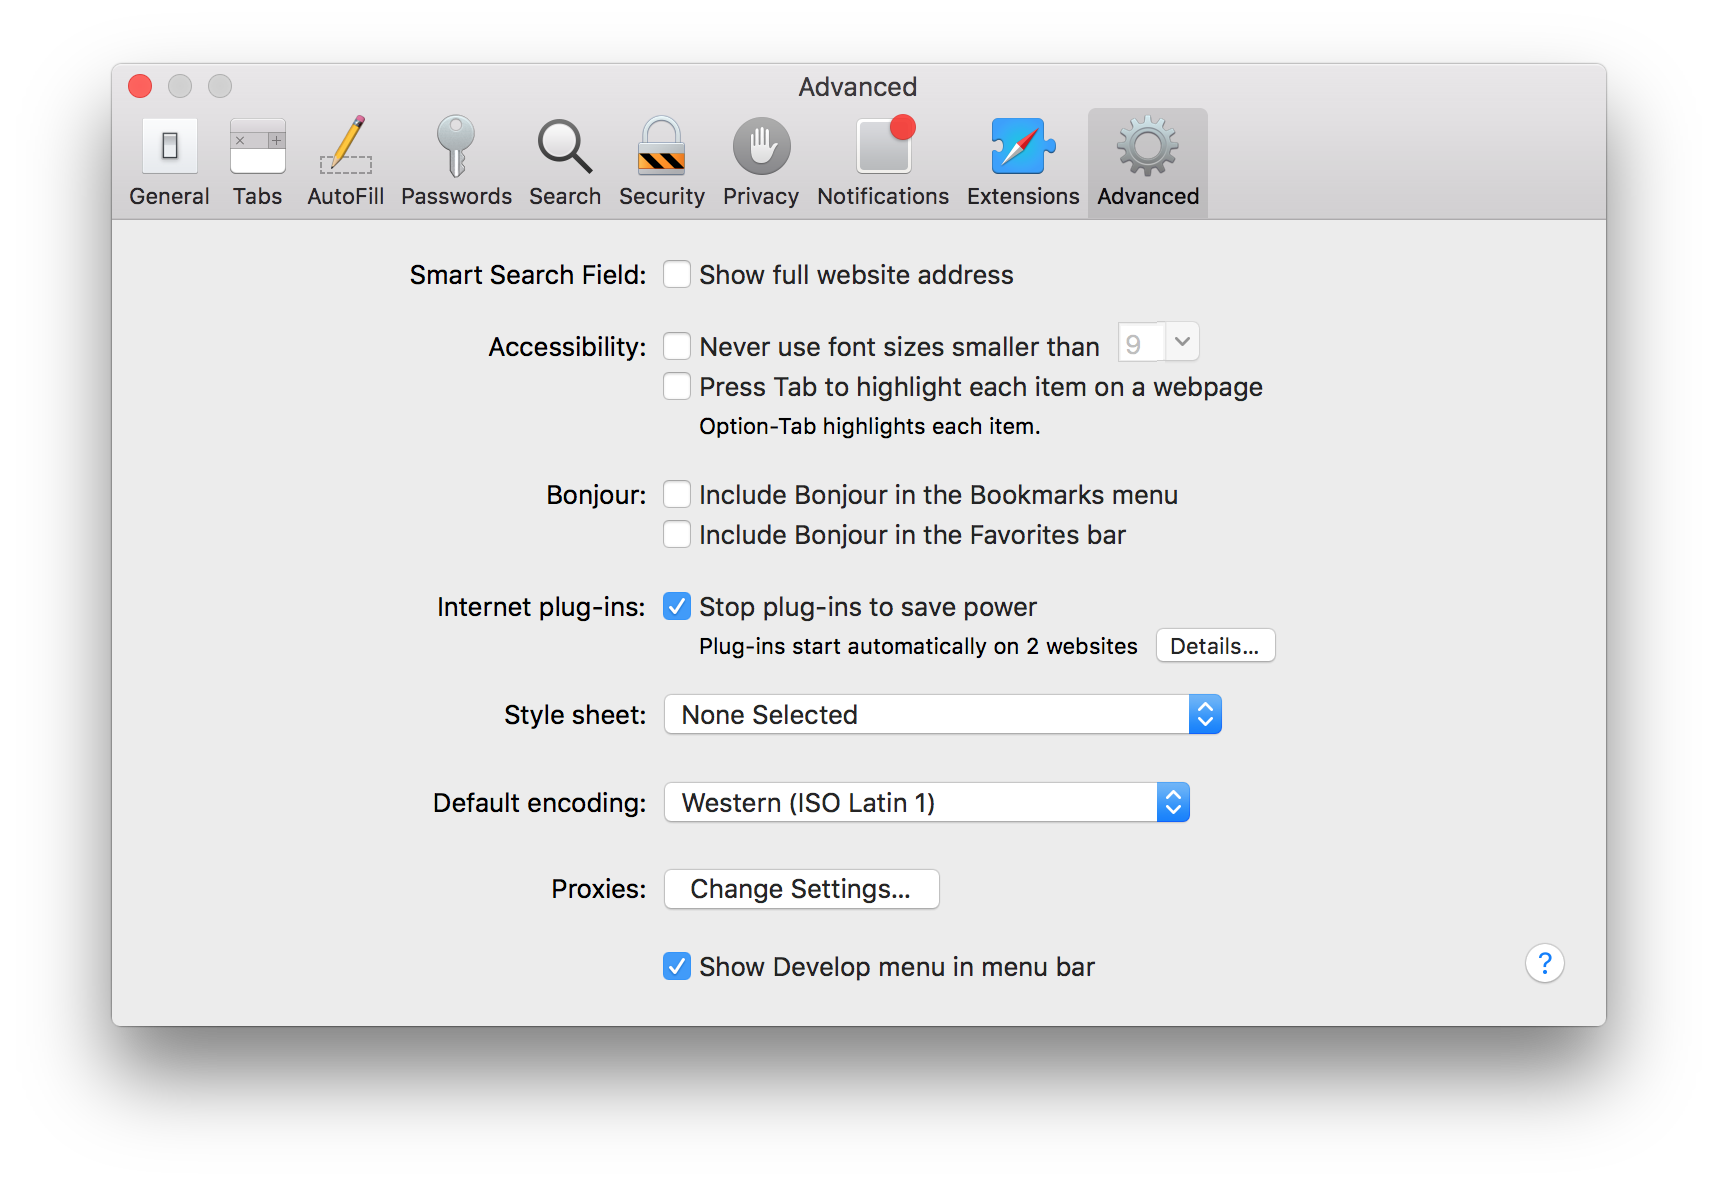 Advanced
General Tabs AutoFill Passwords Search Security Privacy Notifications Extensions Advanced
Smart Search Field: Show full website address
Accessibility: Never use font sizes smaller than 9
Press Tab to highlight each item on a webpage
Option-Tab highlights each item.
Bonjour: Include Bonjour in the Bookmarks menu
Include Bonjour in the Favorites bar
Internet plug-ins: Stop plug-ins to save power
Plug-ins start automatically on 2 websites Details...
Style sheet: None Selected
Default encoding: Western (ISO Latin 1)
Proxies: Change Settings...
Show Develop menu in menu bar ?